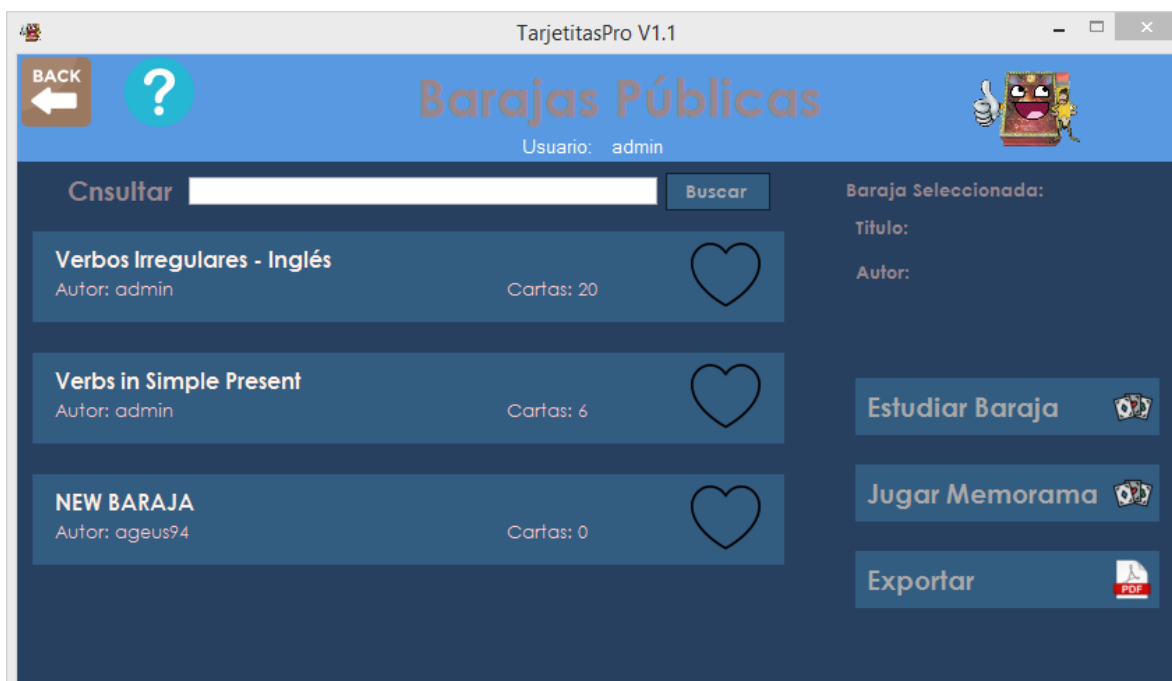 TarjetitasPro V1.1
BACK
?
Barajas Públicas
Usuario: admin
Cnsultar
Buscar
Verbos Irregulares - Inglés
Autor: admin
Cartas: 20
Verbs in Simple Present
Autor: admin
Cartas: 6
NEW BARAJA
Autor: ageus94
Cartas: 0
Baraja Seleccionada:
Titulo:
Autor:
Estudiar Baraja
Jugar Memorama
Exportar
PDF